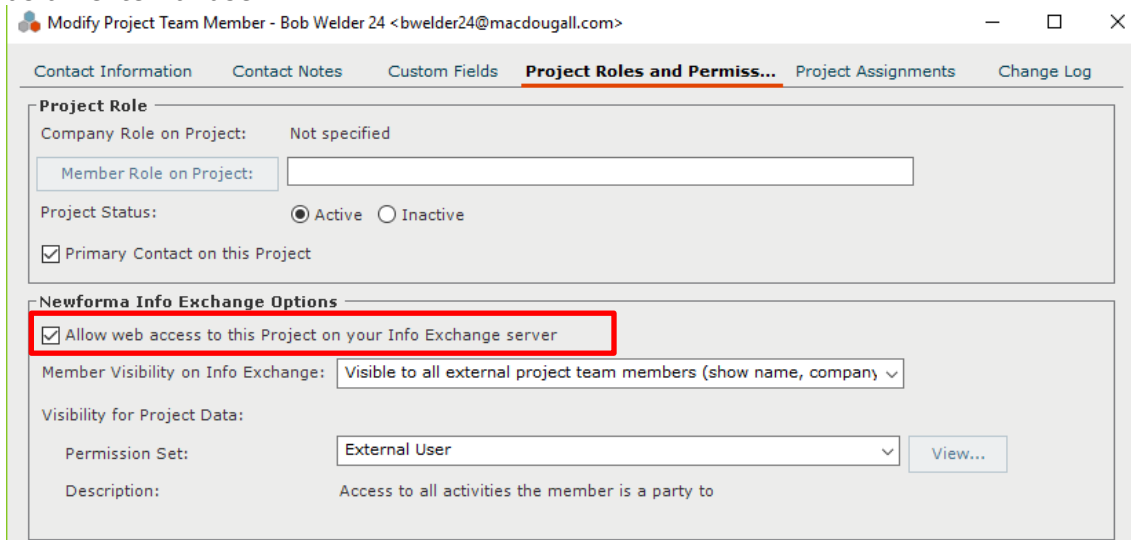 Modify Project Team Member - Bob Welder 24 <bwelder24@macdougall.com>
Contact Information Contact Notes Custom Fields Project Roles and Permiss... Project Assignments Change Log
Project Role
Company Role on Project: Not specified
Member Role on Project:
Project Status: Active Inactive
Primary Contact on this Project
Newforma Info Exchange Options
Allow web access to this Project on your Info Exchange server
Member Visibility on Info Exchange: Visible to all external project team members (show name, company
Visibility for Project Data:
Permission Set: External User View...
Description: Access to all activities the member is a party to